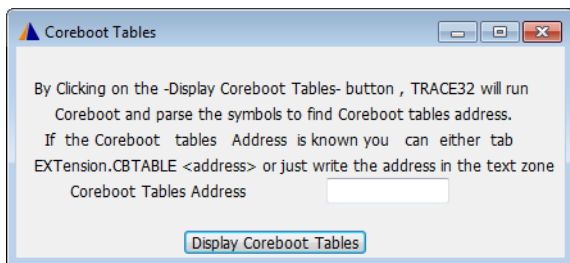 Coreboot Tables
By Clicking on the -Display Coreboot Tables- button , TRACE32 will run
Coreboot and parse the symbols to find Coreboot tables address.
If the Coreboot tables Address is known you can either tab
EXTension.CBTABLE <address> or just write the address in the text zone
Coreboot Tables Address
Display Coreboot Tables